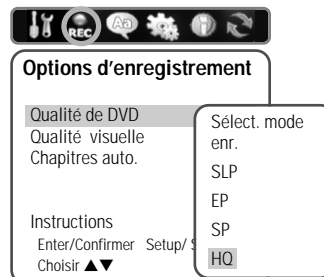 REC
Aa
Options d'enregistrement
Qualité de DVD
Qualité visuelle
Chapitres auto.
Sélect. mode
enr.
SLP
EP
SP
HQ
Instructions
Enter/Confirmer Setup/
Choisir ▲▼